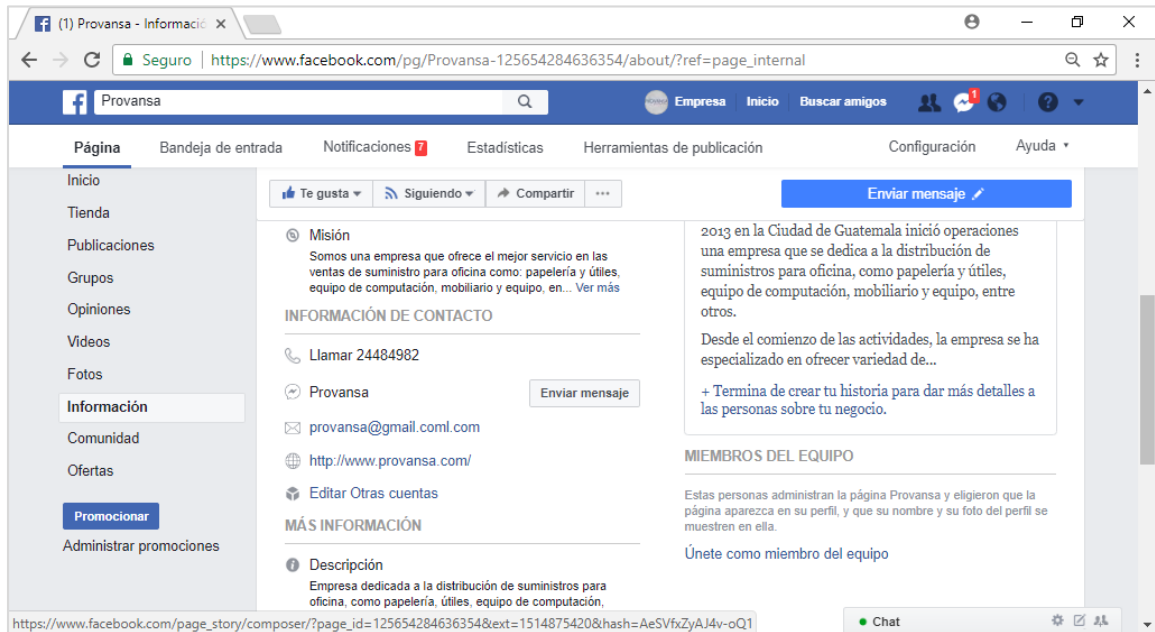 (1) Provansa - Informació
Seguro | https://www.facebook.com/pg/Provansa-125654284636354/about/?ref=page_internal
Provansa
Empresa Inicio Buscar amigos 1
Página Bandeja de entrada Notificaciones 7 Estadísticas Herramientas de publicación Configuración Ayuda
Inicio
Tienda
Publicaciones
Grupos
Opiniones
Videos
Fotos
Información
Comunidad
Ofertas
Promocionar
Administrar promociones
Te gusta Siguiendo Compartir ...
Enviar mensaje
Misión
Somos una empresa que ofrece el mejor servicio en las
ventas de suministro para oficina como: papelería y útiles,
equipo de computación, mobiliario y equipo, en... Ver más
INFORMACIÓN DE CONTACTO
Llamar 24484982
Provansa Enviar mensaje
provansa@gmail.coml.com
http://www.provansa.com/
Editar Otras cuentas
MÁS INFORMACIÓN
Descripción
Empresa dedicada a la distribución de suministros para
oficina, como papelería, útiles, equipo de computación,
2013 en la Ciudad de Guatemala inició operaciones
una empresa que se dedica a la distribución de
suministros para oficina, como papelería y útiles,
equipo de computación, mobiliario y equipo, entre
otros.
Desde el comienzo de las actividades, la empresa se ha
especializado en ofrecer variedad de...
+ Termina de crear tu historia para dar más detalles a
las personas sobre tu negocio.
MIEMBROS DEL EQUIPO
Estas personas administran la página Provansa y eligieron que la
página aparezca en su perfil, y que su nombre y su foto del perfil se
muestren en ella.
Únete como miembro del equipo
https://www.facebook.com/page_story/composer/?page_id=125654284636354&ext=1514875420&hash=AeSVfxZyAJ4v-oQ1
Chat